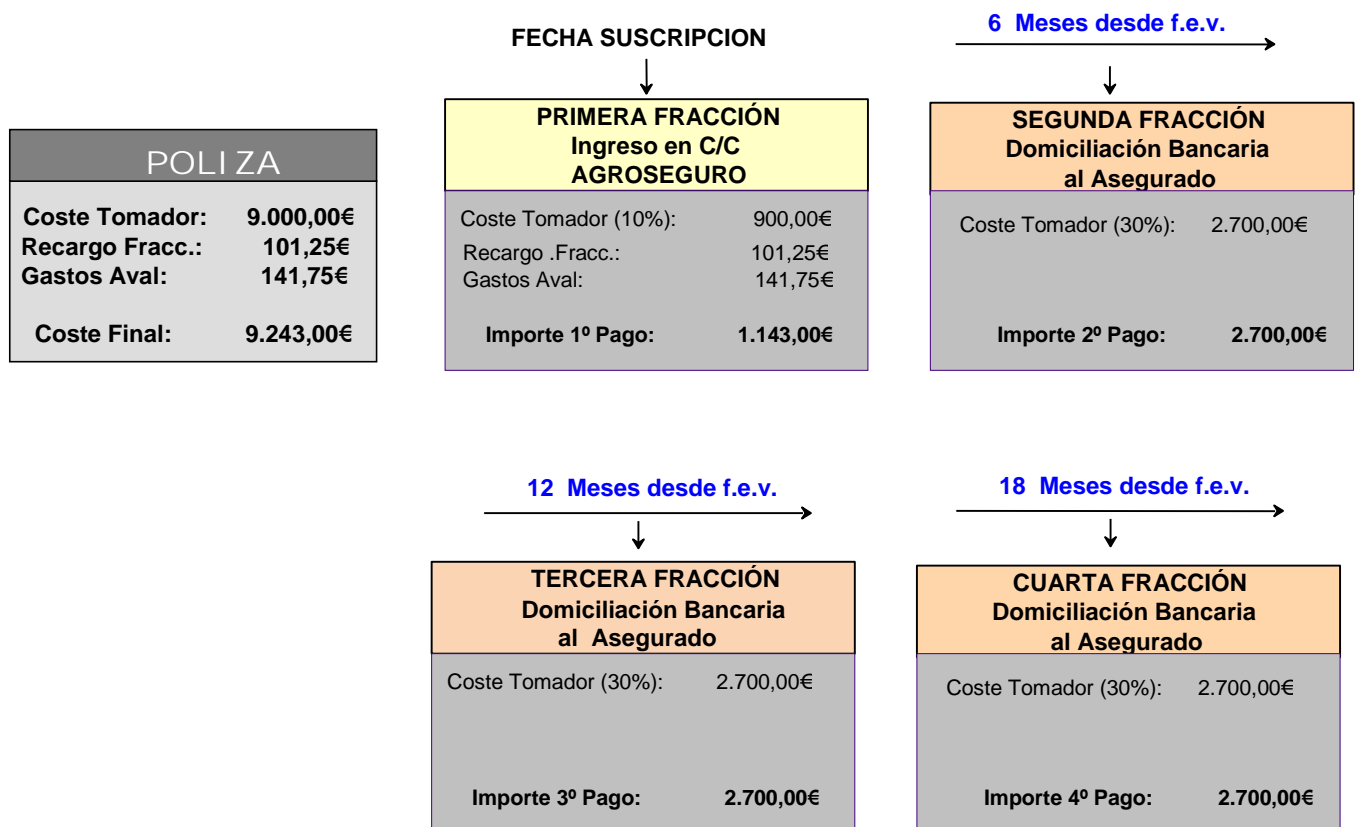 POLIZA
Coste Tomador: 9.000,00€
Recargo Fracc.: 101,25€
Gastos Aval: 141,75€
Coste Final: 9.243,00€
FECHA SUSCRIPCION
PRIMERA FRACCIÓN
Ingreso en C/C
AGROSEGURO
Coste Tomador (10%): 900,00€
Recargo .Fracc.: 101,25€
Gastos Aval: 141,75€
Importe 1º Pago: 1.143,00€
6 Meses desde f.e.v.
SEGUNDA FRACCIÓN
Domiciliación Bancaria
al Asegurado
Coste Tomador (30%): 2.700,00€
Importe 2º Pago: 2.700,00€
12 Meses desde f.e.v.
TERCERA FRACCIÓN
Domiciliación Bancaria
al Asegurado
Coste Tomador (30%): 2.700,00€
Importe 3º Pago: 2.700,00€
18 Meses desde f.e.v.
CUARTA FRACCIÓN
Domiciliación Bancaria
al Asegurado
Coste Tomador (30%): 2.700,00€
Importe 4º Pago: 2.700,00€